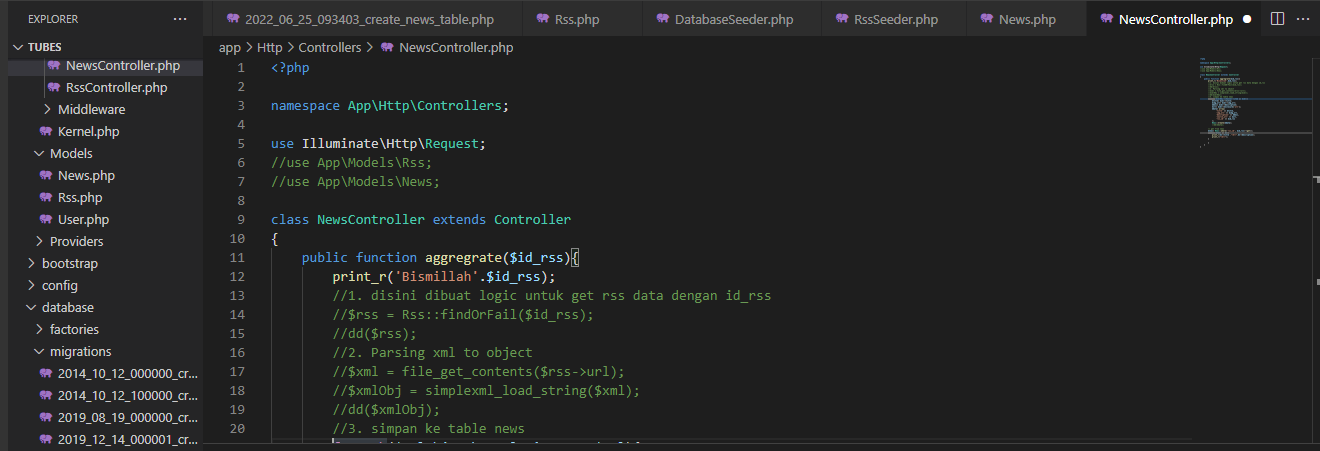 EXPLORER
2022_06_25_093403_create_news_table.php
Rss.php
DatabaseSeeder.php
RssSeeder.php
News.php
NewsController.php
TUBES
app > Http > Controllers > NewsController.php
NewsController.php
RssController.php
Middleware
Kernel.php
Models
News.php
Rss.php
User.php
Providers
bootstrap
config
database
factories
migrations
2014_10_12_000000_cr...
2014_10_12_100000_cr...
2019_08_19_000000_cr...
2019_12_14_000001_cr...
1 <?php
2
3 namespace App\Http\Controllers;
4
5 use Illuminate\Http\Request;
6 //use App\Models\Rss;
7 //use App\Models\News;
8
9 class NewsController extends Controller
10 {
11 public function aggregrate($id_rss){
12 print_r('Bismillah'.$id_rss);
13 //1. disini dibuat logic untuk get rss data dengan id_rss
14 //$rss = Rss::findOrFail($id_rss);
15 //dd($rss);
16 //2. Parsing xml to object
17 //$xml = file_get_contents($rss->url);
18 //$xmlObj = simplexml_load_string($xml);
19 //dd($xmlObj);
20 //3. simpan ke table news